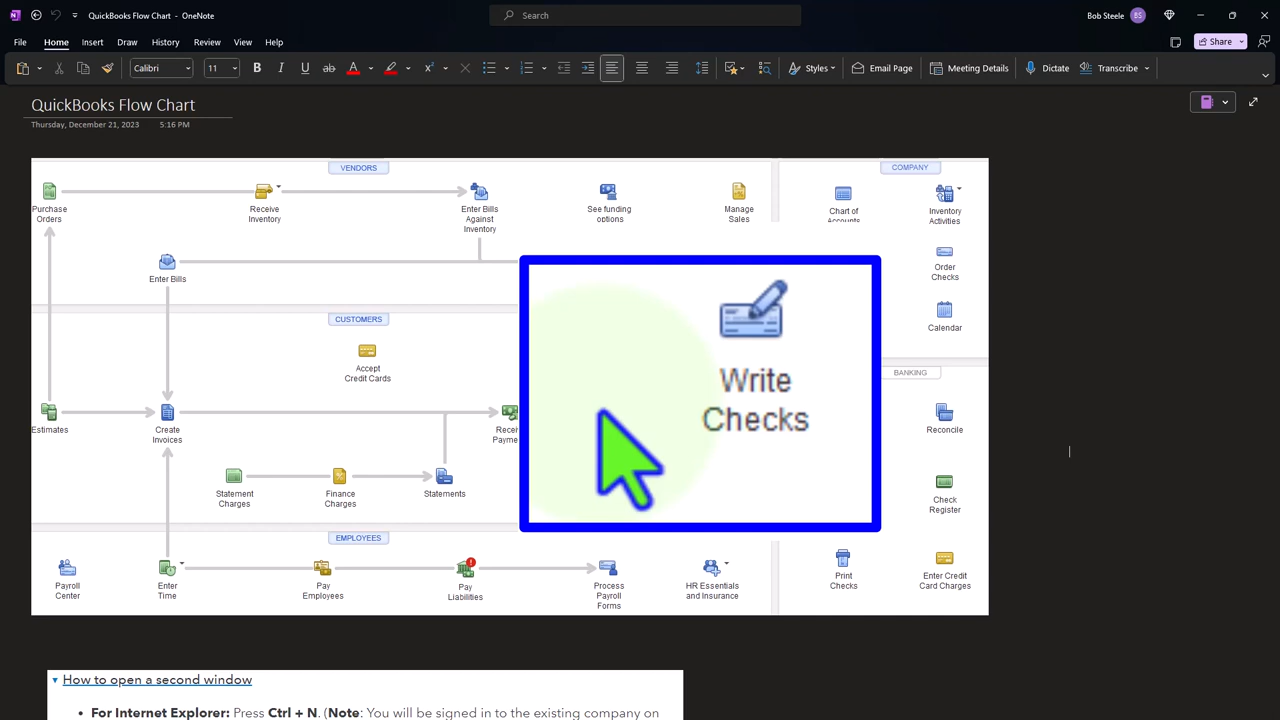 QuickBooks Flow Chart - OneNote
Search
Bob Steele
BS
File
Home
Insert
Draw
History
Review
View
Help
Share
Calibri
11
B
I
U
ab
A
Styles
Email Page
Meeting Details
Dictate
Transcribe
QuickBooks Flow Chart
Thursday, December 21, 2023
5:16 PM
VENDORS
COMPANY
Purchase
Orders
Receive
Inventory
Enter Bills
Against
Inventory
See funding
options
Manage
Sales
Chart of
Accounts
Inventory
Activities
Enter Bills
Order
Checks
Calendar
CUSTOMERS
Accept
Credit Cards
Write
Checks
BANKING
Estimates
Create
Invoices
Reconcile
Statement
Charges
Finance
Charges
Statements
Check
Register
EMPLOYEES
Payroll
Center
Enter
Time
Pay
Employees
Pay
Liabilities
Process
Payroll
Forms
HR Essentials
and Insurance
Print
Checks
Enter Credit
Card Charges
How to open a second window
• For Internet Explorer: Press Ctrl + N. (Note: You will be signed in to the existing company on